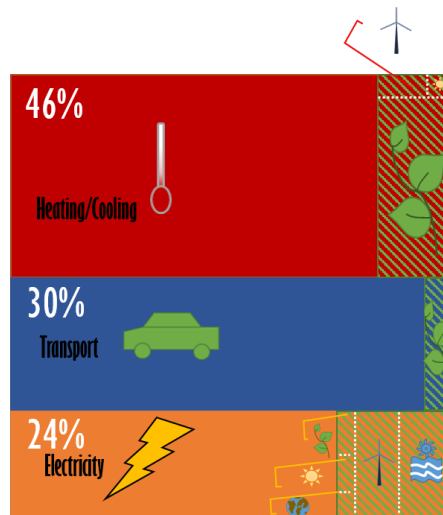 46%
Heating/Cooling
30%
Transport
24%
Electricity